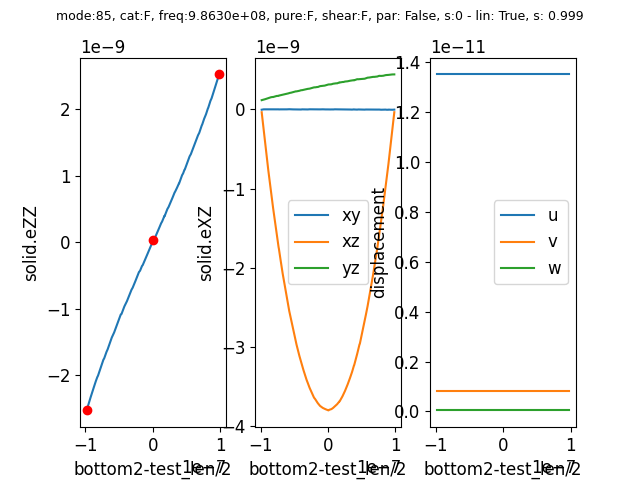 mode:85, cat:F, freq:9.8630e+08, pure:F, shear:F, par: False, s:0 - lin: True, s: 0.999
1e−9
2
1
0
−1
−2
solid.eZZ
−1
0
1
1e−7
bottom2-test_len/2
1e−9
0
−1
−2
−3
−4
solid.eXZ
xy
xz
yz
−1
0
1
1e−7
bottom2-test_len/2
1e−11
1.4
1.2
1.0
0.8
0.6
0.4
0.2
0.0
displacement
u
v
w
−1
0
1
1e−7
bottom2-test_len/2